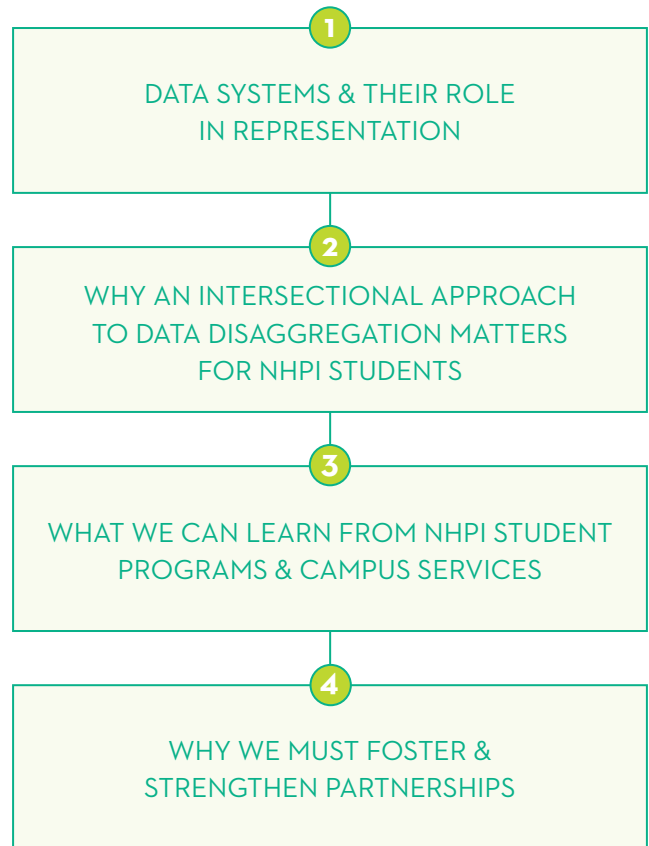 1
DATA SYSTEMS & THEIR ROLE
IN REPRESENTATION
2
WHY AN INTERSECTIONAL APPROACH
TO DATA DISAGGREGATION MATTERS
FOR NHPI STUDENTS
3
WHAT WE CAN LEARN FROM NHPI STUDENT
PROGRAMS & CAMPUS SERVICES
4
WHY WE MUST FOSTER &
STRENGTHEN PARTNERSHIPS